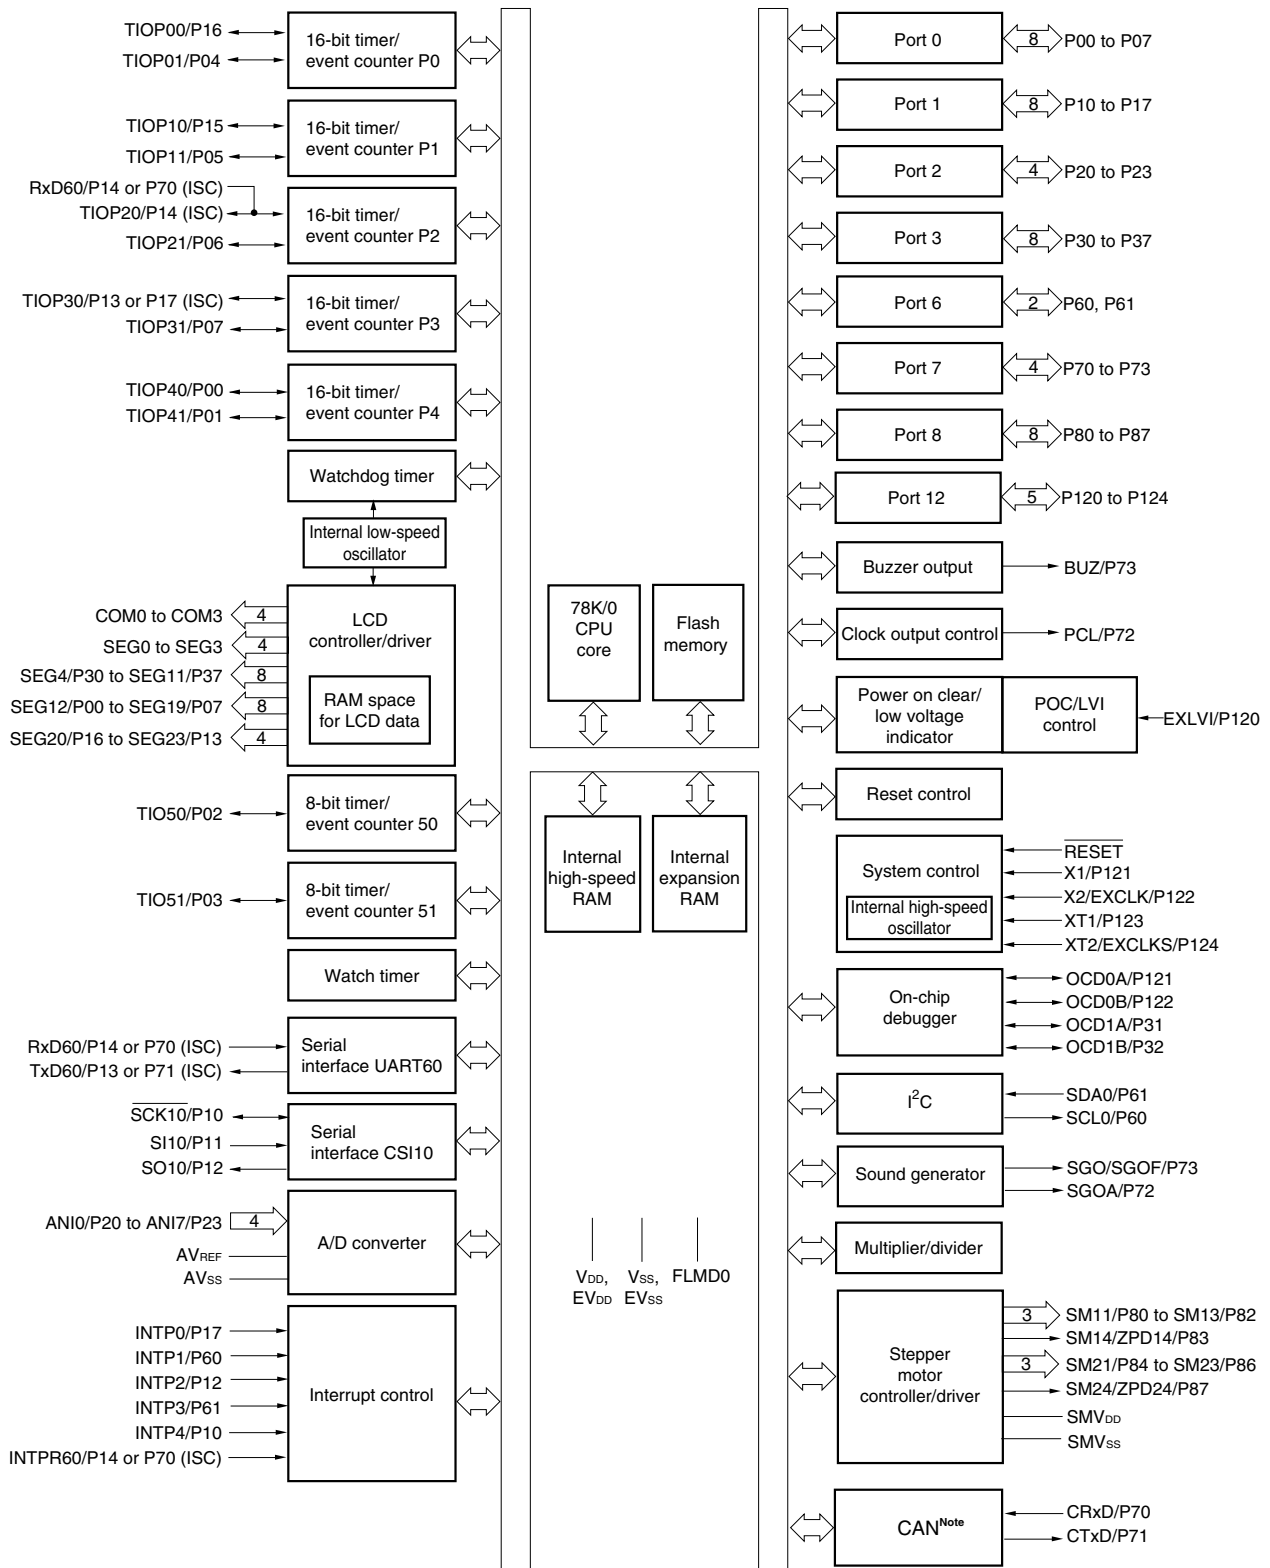 TIOP00/P16
TIOP01/P04
16-bit timer/
event counter P0
TIOP10/P15
TIOP11/P05
16-bit timer/
event counter P1
RxD60/P14 or P70 (ISC)
TIOP20/P14 (ISC)
TIOP21/P06
16-bit timer/
event counter P2
TIOP30/P13 or P17 (ISC)
TIOP31/P07
16-bit timer/
event counter P3
TIOP40/P00
TIOP41/P01
16-bit timer/
event counter P4
Watchdog timer
Internal low-speed
oscillator
COM0 to COM3
4
SEG0 to SEG3
4
SEG4/P30 to SEG11/P37
8
SEG12/P00 to SEG19/P07
8
SEG20/P16 to SEG23/P13
4
LCD
controller/driver
RAM space
for LCD data
TIO50/P02
8-bit timer/
event counter 50
TIO51/P03
8-bit timer/
event counter 51
Watch timer
RxD60/P14 or P70 (ISC)
TxD60/P13 or P71 (ISC)
Serial
interface UART60
SCK10/P10
SI10/P11
SO10/P12
Serial
interface CSI10
ANI0/P20 to ANI7/P23
4
AVREF
AVSS
A/D converter
INTP0/P17
INTP1/P60
INTP2/P12
INTP3/P61
INTP4/P10
INTPR60/P14 or P70 (ISC)
Interrupt control
78K/0
CPU
core
Flash
memory
Internal
high-speed
RAM
Internal
expansion
RAM
VDD,
EVDD
VSS,
EVSS
FLMD0
Port 0
8
P00 to P07
Port 1
8
P10 to P17
Port 2
4
P20 to P23
Port 3
8
P30 to P37
Port 6
2
P60, P61
Port 7
4
P70 to P73
Port 8
8
P80 to P87
Port 12
5
P120 to P124
Buzzer output
BUZ/P73
Clock output control
PCL/P72
Power on clear/
low voltage
indicator
POC/LVI
control
EXLVI/P120
Reset control
System control
Internal high-speed
oscillator
RESET
X1/P121
X2/EXCLK/P122
XT1/P123
XT2/EXCLKS/P124
On-chip
debugger
OCD0A/P121
OCD0B/P122
OCD1A/P31
OCD1B/P32
I2C
SDA0/P61
SCL0/P60
Sound generator
SGO/SGOF/P73
SGOA/P72
Multiplier/divider
Stepper
motor
controller/driver
3
SM11/P80 to SM13/P82
SM14/ZPD14/P83
3
SM21/P84 to SM23/P86
SM24/ZPD24/P87
SMVDD
SMVSS
CANNote
CRxD/P70
CTxD/P71